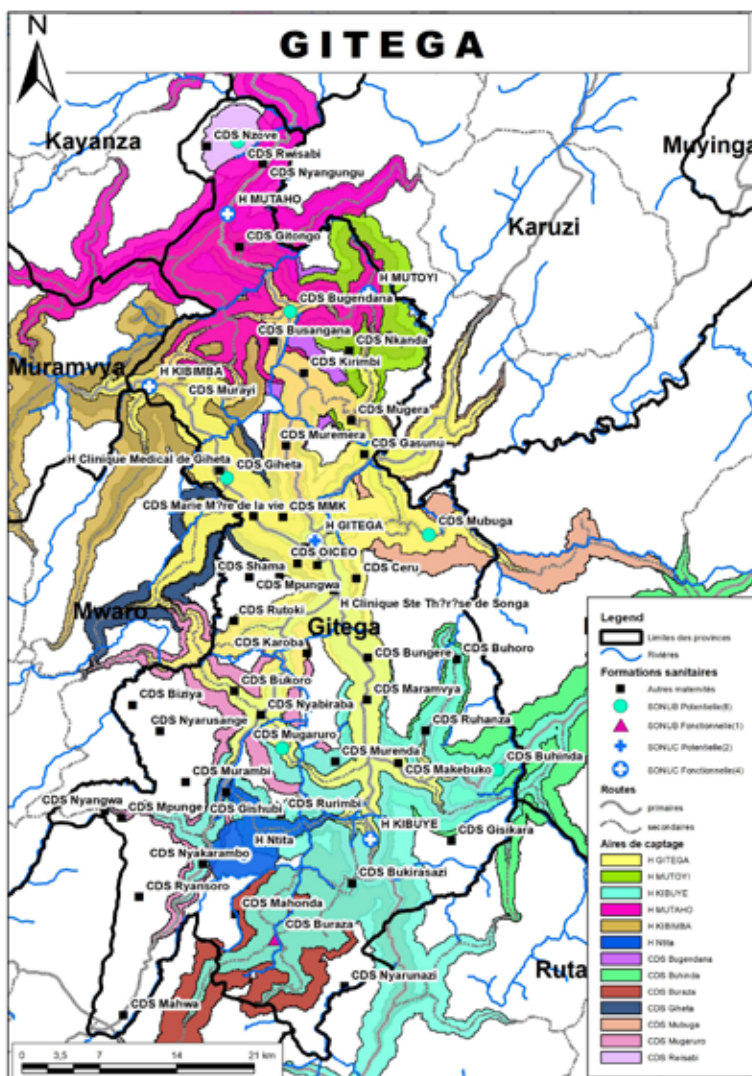 GITEGA
N
Kayanza
CDS Nzove
Muyinga
CDS Rwisabi
CDS Nyangungu
H MUTAHO
Karuzi
CDS Gitongo
H MUTOYI
CDS Bugendana
CDS Busangana
CDS Nkanda
Muramvya
H KIBIMBA
CDS Kirimbi
CDS Murayi
CDS Mugera
CDS Muremera
CDS Gasunu
H Clinique Medical de Giheta
CDS Giheta
CDS Marie M?re de la vie
CDS MMK
H GITEGA
CDS Mubuga
CDS OICEO
CDS Shama
CDS Ceru
CDS Mpungwa
Mwaro
H Clinique Ste Th?r?se de Songa
CDS Rutoki
Gitega
CDS Karoba
CDS Bungere
CDS Buhoro
CDS Bukoro
CDS Biziya
CDS Nyabiraba
CDS Maramvya
CDS Nyarusange
CDS Ruhanza
CDS Mugaruro
CDS Murenda
CDS Buhinda
CDS Makebuko
CDS Murambi
CDS Nyangwa
CDS Mpunge
CDS Gishubi
CDS Rurimbi
H KIBUYE
H Ntita
CDS Gisikara
CDS Nyakarambo
CDS Bukirasazi
CDS Ryansoro
CDS Mahonda
CDS Buraza
Ruta
CDS Nyarunazi
CDS Mahwa
0 3,5 7 14 21 km
Legend
Limites des provinces
Rivières
Formations sanitaires
Autres maternités
SONUB Potentielle(6)
SONUB Fonctionnelle(1)
SONUC Potentielle(2)
SONUC Fonctionnelle(4)
Routes
primaires
secondaires
Aires de captage
H GITEGA
H MUTOYI
H KIBUYE
H MUTAHO
H KIBIMBA
H Ntita
CDS Bugendana
CDS Buhinda
CDS Buraza
CDS Giheta
CDS Mubuga
CDS Mugaruro
CDS Rwisabi